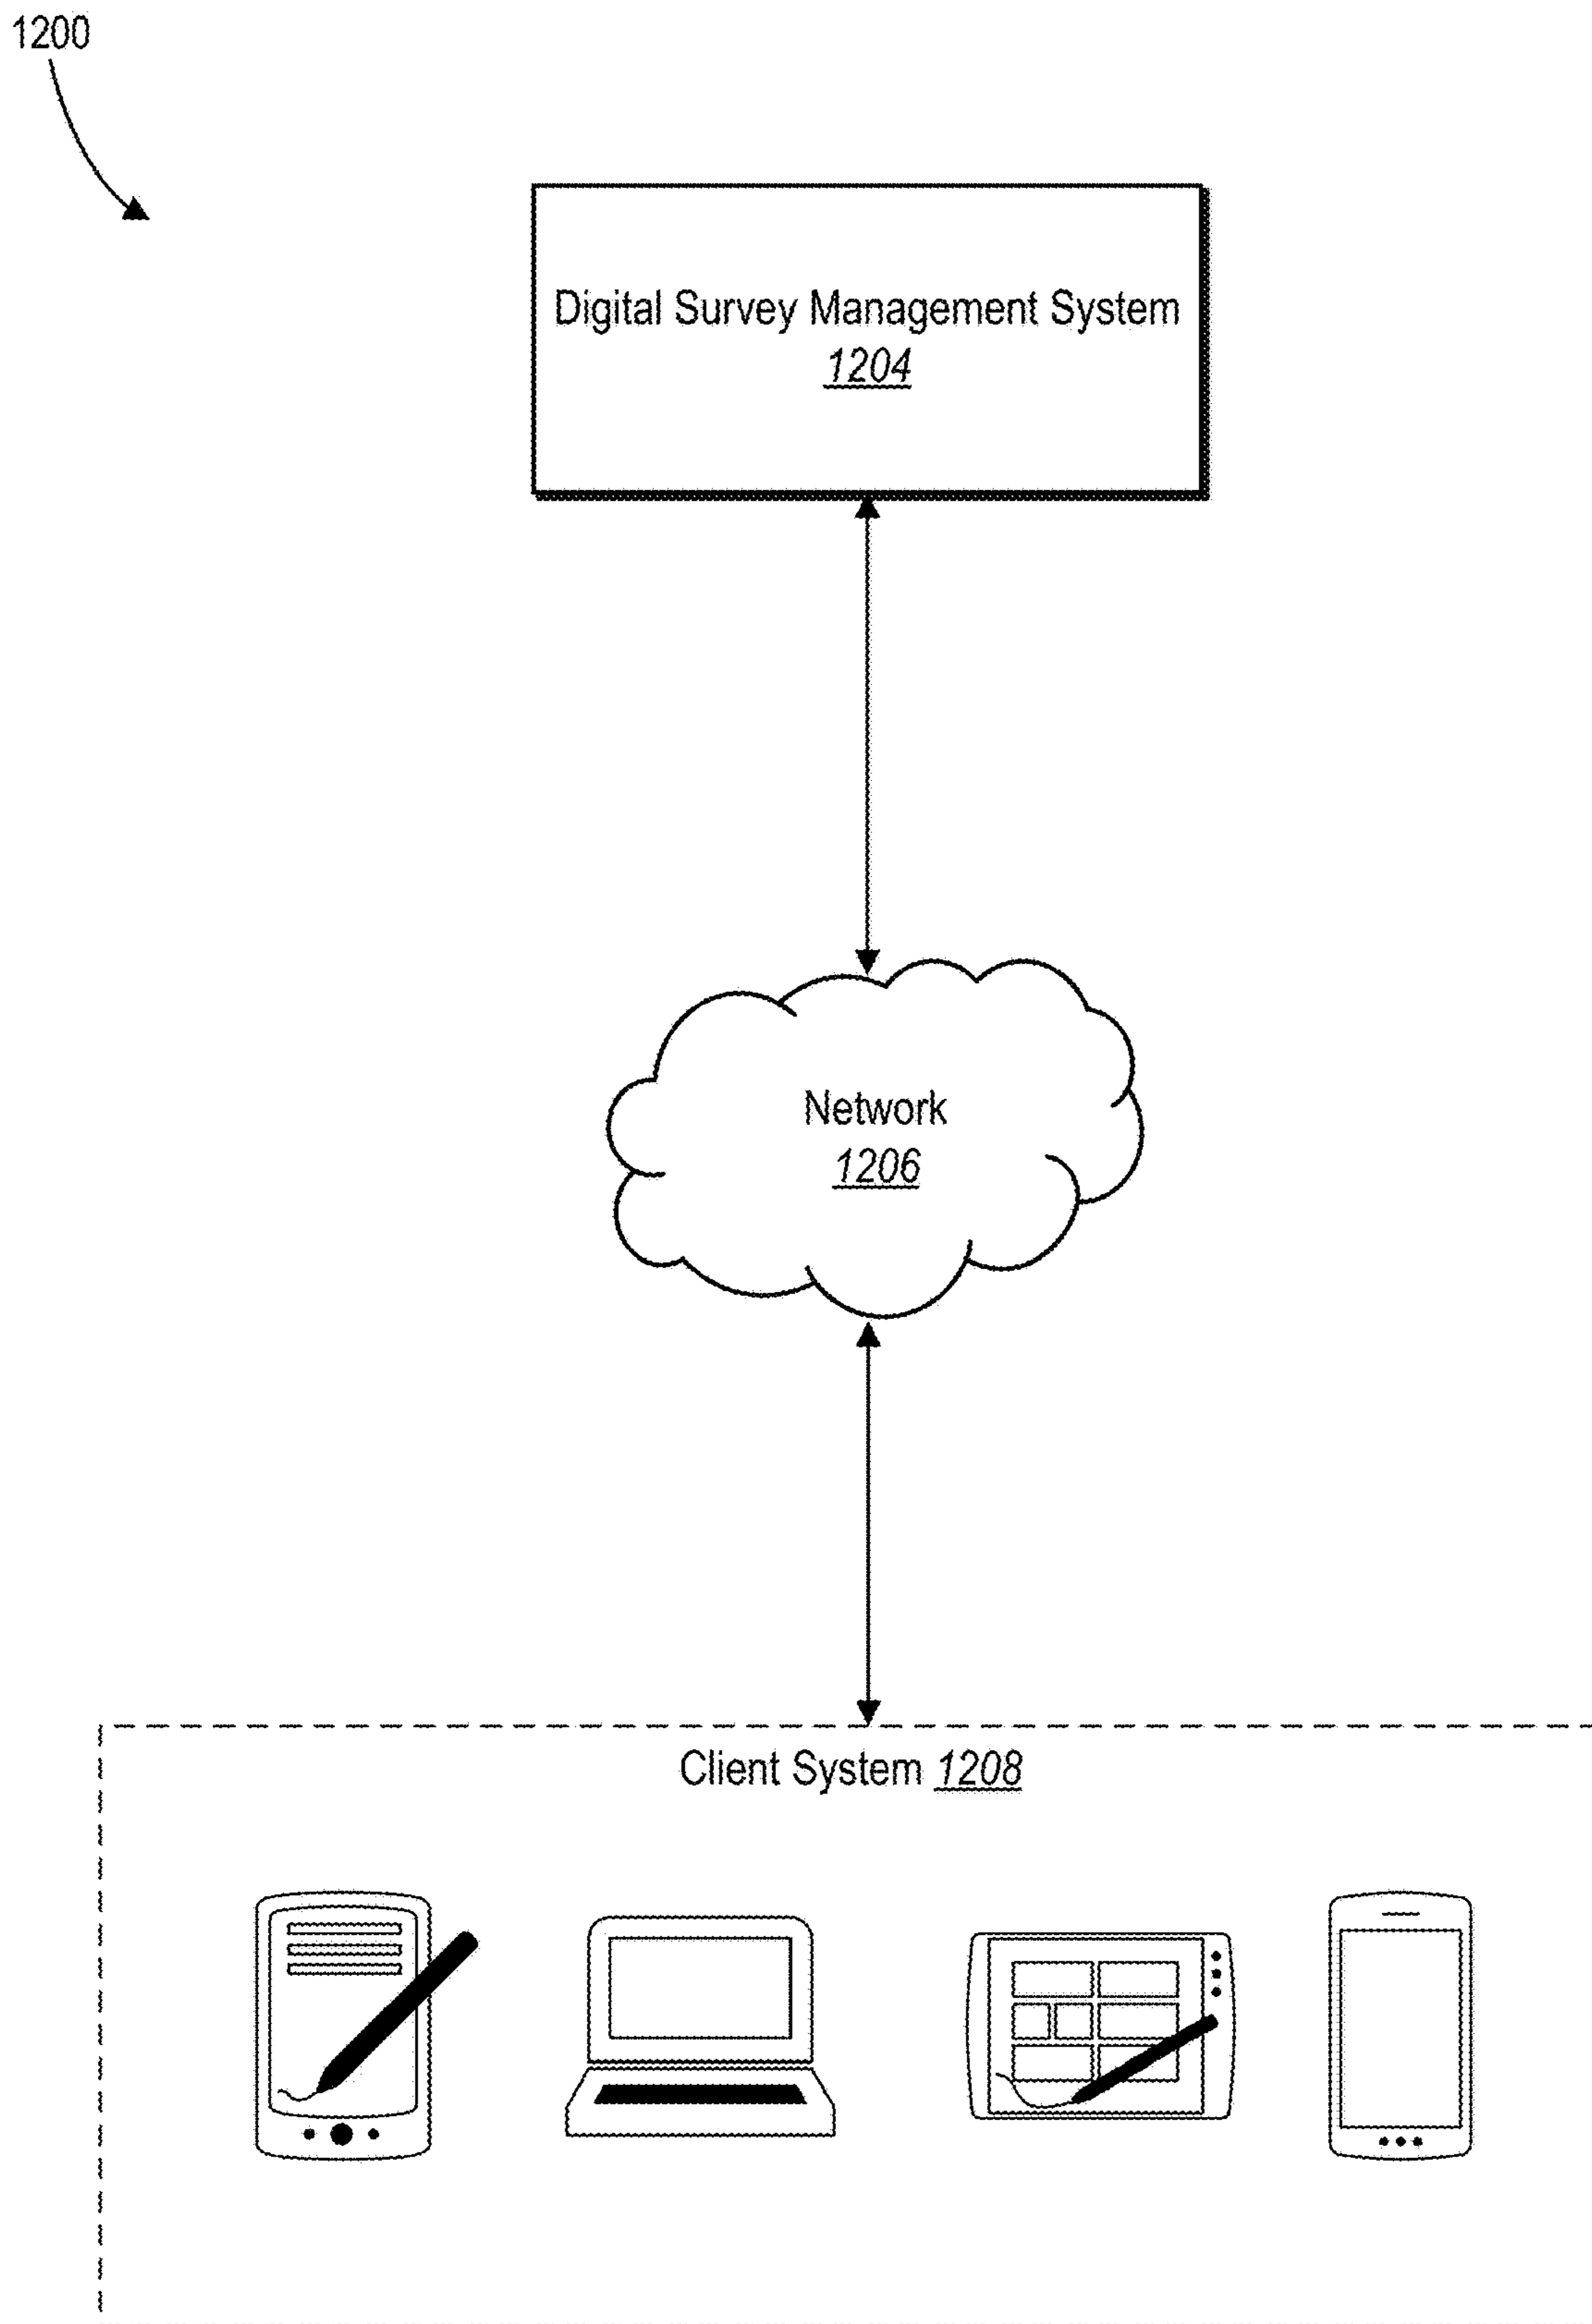 1200
Digital Survey Management System
1204
Network
1206
Client System 1208